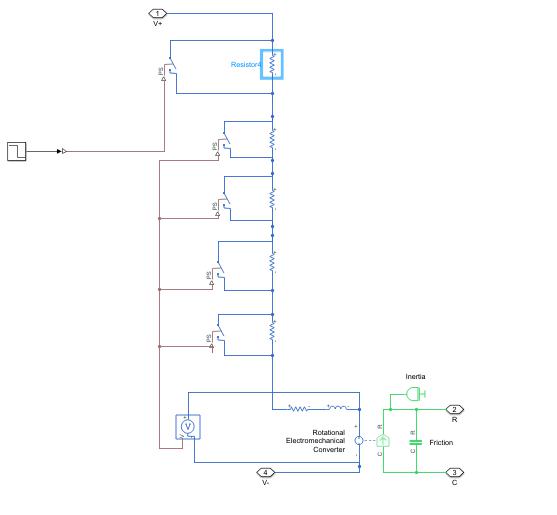 1
V+
PS
Resistor4
PS
PS
PS
PS
Inertia
2
R
R
R
+
V
Rotational
Electromechanical
Converter
+
-
Friction
C
C
4
V-
3
C